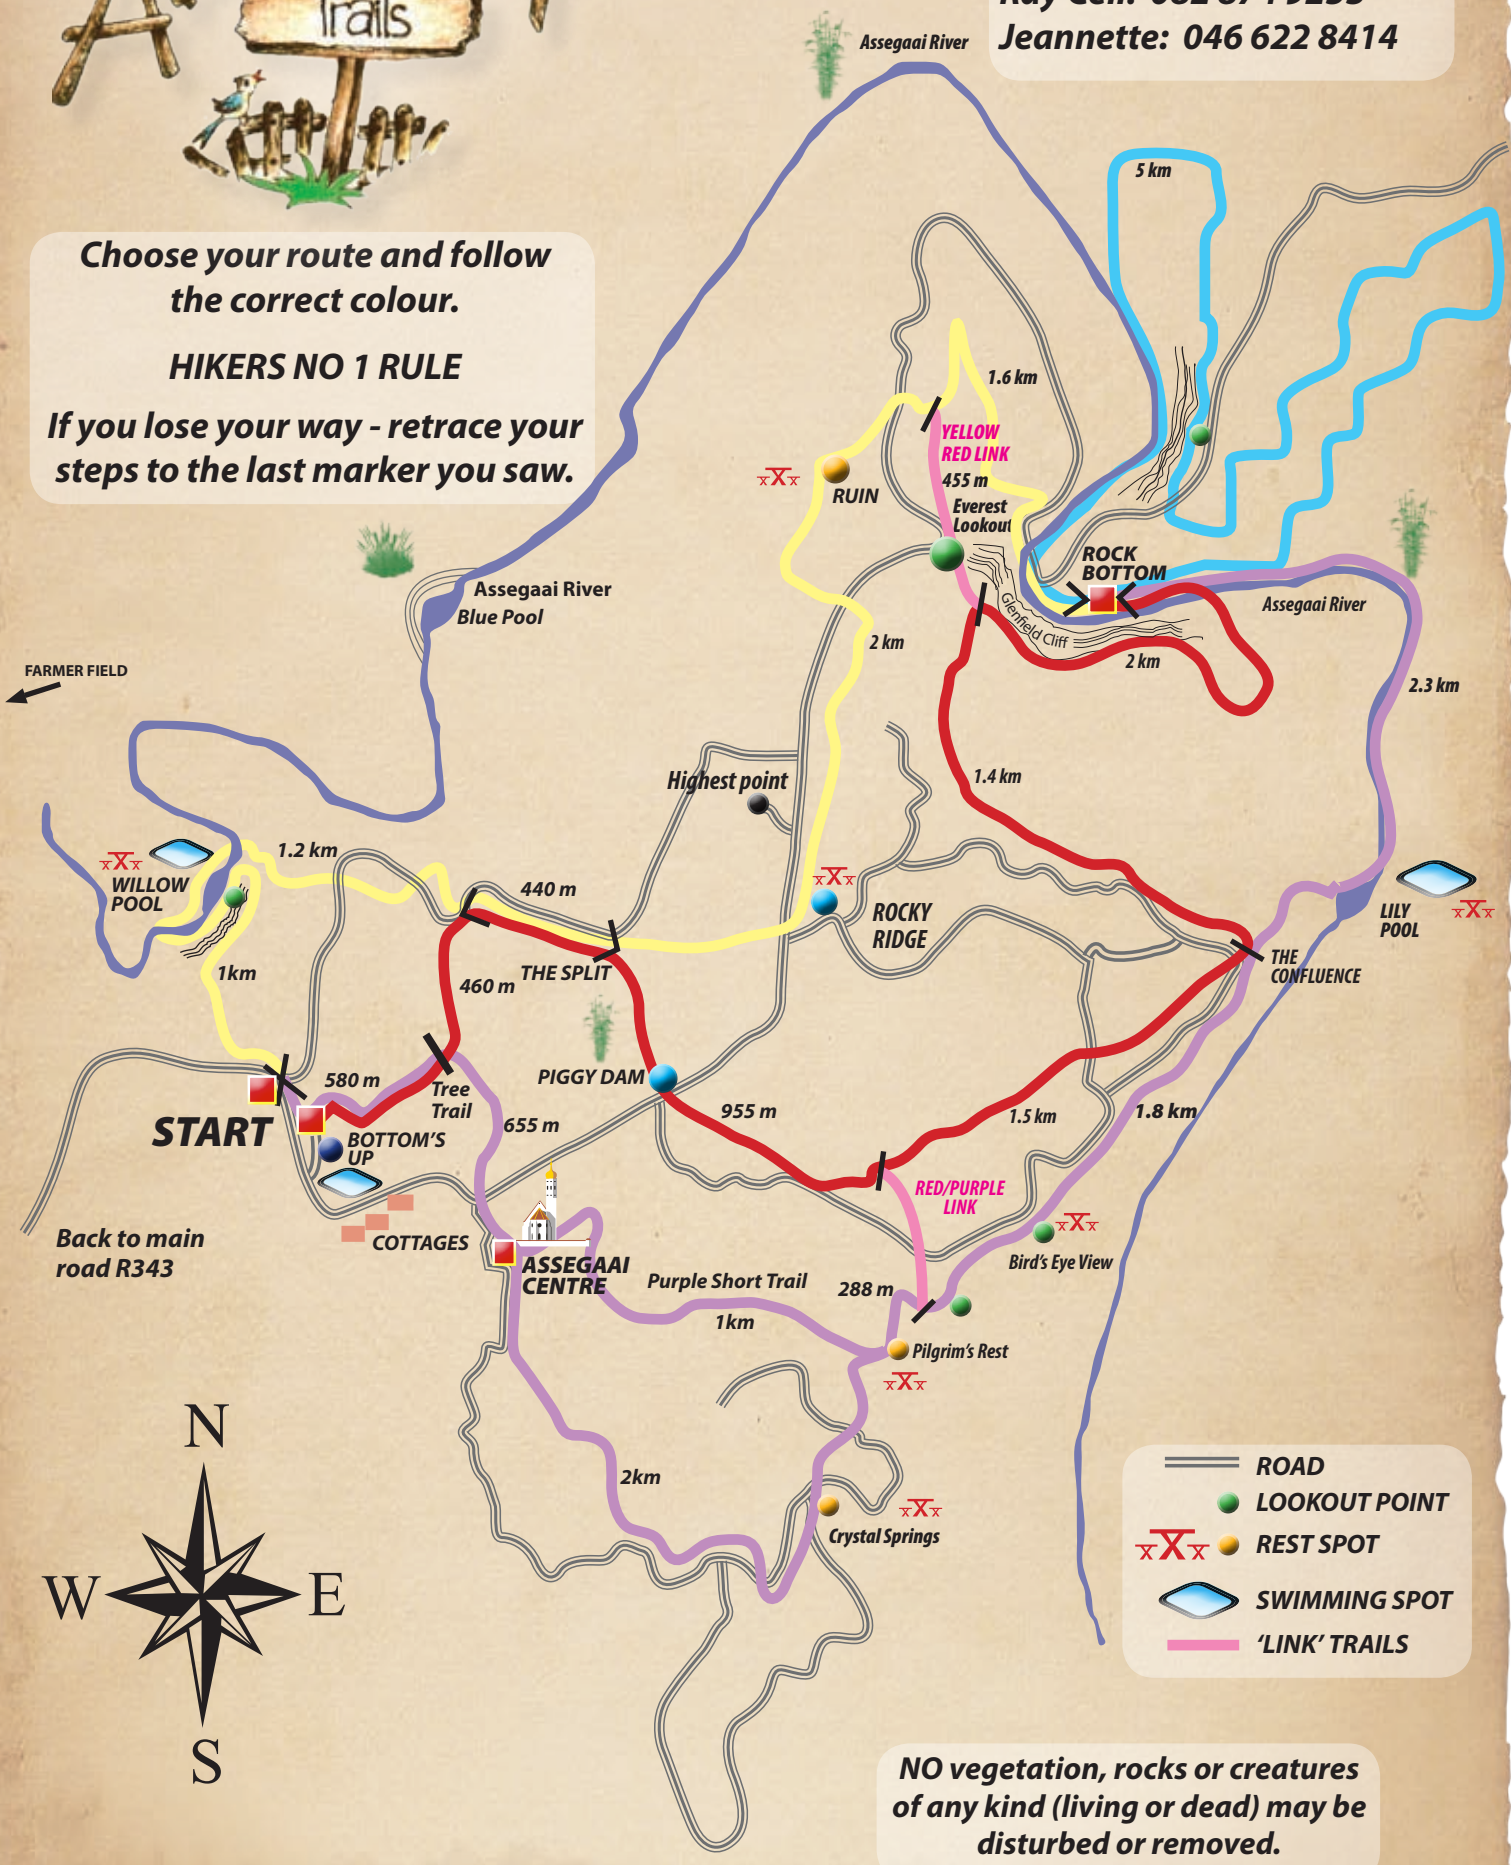 Trails
Jeannette: 046 622 8414
Assegaai River
Choose your route and follow
the correct colour.
HIKERS NO 1 RULE
If you lose your way - retrace your
steps to the last marker you saw.
5 km
1.6 km
YELLOW
RED LINK
455 m
Everest
Lookout
RUIN
ROCK
BOTTOM
Assegaai River
Glenfield Cliff
2 km
2 km
2.3 km
Assegaai River
Blue Pool
FARMER FIELD
Highest point
1.4 km
1.2 km
WILLOW
POOL
440 m
ROCKY
RIDGE
LILY
POOL
THE
CONFLUENCE
THE SPLIT
1km
460 m
PIGGY DAM
580 m
Tree
Trail
START
BOTTOM'S
UP
655 m
955 m
1.5 km
1.8 km
RED/PURPLE
LINK
Back to main
road R343
COTTAGES
ASSEGAAI
CENTRE
Purple Short Trail
1km
288 m
Bird's Eye View
Pilgrim's Rest
2km
Crystal Springs
N
W
E
S
ROAD
LOOKOUT POINT
REST SPOT
SWIMMING SPOT
'LINK' TRAILS
NO vegetation, rocks or creatures
of any kind (living or dead) may be
disturbed or removed.